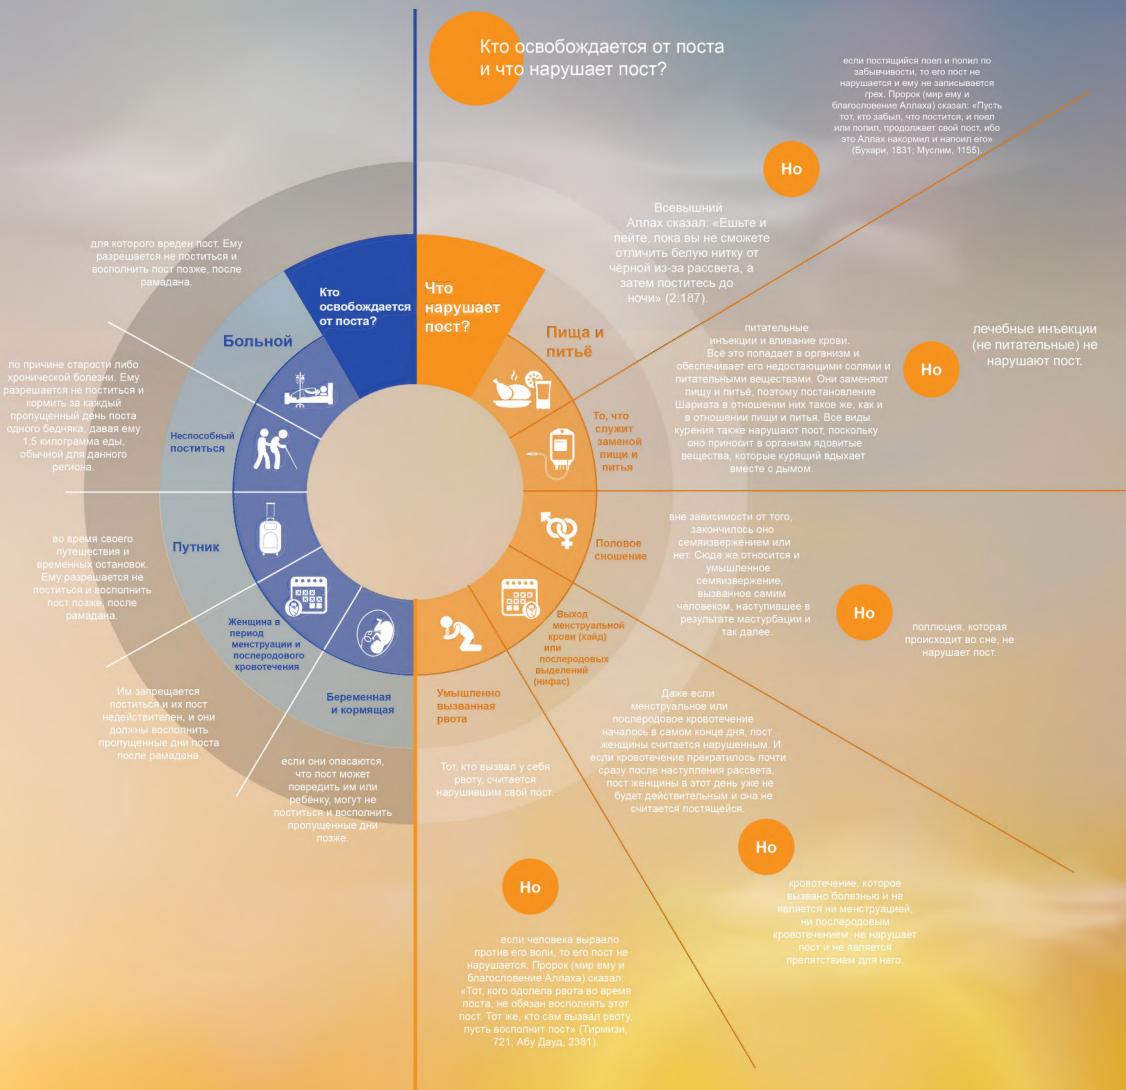 Кто освобождается от поста
и что нарушает пост?
Кто
освобождается
от поста?
Больной
для которого вреден пост. Ему
разрешается не поститься и
восполнить пост позже, после
рамадана.
Неспособный
поститься
по причине старости либо
хронической болезни. Ему
разрешается не поститься и
кормить за каждый
пропущенный день поста
одного бедняка, давая ему
1,5 килограмма еды,
обычной для данного
региона.
Путник
во время своего
путешествия и
временных остановок.
Ему разрешается не
поститься и восполнить
пост позже, после
рамадана.
Женщина в
период
менструации и
послеродового
кровотечения
Им запрещается
поститься и их пост
недействителен, и они
должны восполнить
пропущенные дни поста
после рамадана.
Беременная
и кормящая
если они опасаются,
что пост может
повредить им или
ребёнку, могут не
поститься и восполнить
пропущенные дни
позже.
Что
нарушает
пост?
Пища и
питьё
Всевышний
Аллах сказал: «Ешьте и
пейте, пока вы не сможете
отличить белую нитку от
чёрной из-за рассвета, а
затем поститесь до
ночи» (2:187).
Но
если постящийся поел и попил по
забывчивости, то его пост не
нарушается и ему не записывается
грех. Пророк (мир ему и
благословение Аллаха) сказал: «Пусть
тот, кто забыл, что постится, и поел
или попил, продолжает свой пост, ибо
это Аллах накормил и напоил его»
(Бухари, 1831; Муслим, 1155).
То, что
служит
заменой
пищи и
питья
питательные
инъекции и вливание крови.
Всё это попадает в организм и
обеспечивает его недостающими солями и
питательными веществами. Они заменяют
пищу и питьё, поэтому постановление
Шариата в отношении них такое же, как и
в отношении пищи и питья. Все виды
курения также нарушают пост, поскольку
оно приносит в организм ядовитые
вещества, которые курящий вдыхает
вместе с дымом.
Но
лечебные инъекции
(не питательные) не
нарушают пост.
Половое
сношение
вне зависимости от того,
закончилось оно
семяизвержением или
нет. Сюда же относится и
умышленное
семяизвержение,
вызванное самим
человеком, наступившее в
результате мастурбации и
так далее.
Но
поллюция, которая
происходит во сне, не
нарушает пост.
Выход
менструальной
крови (хайд)
или
послеродовых
выделений
(нифас)
Даже если
менструальное или
послеродовое кровотечение
началось в самом конце дня, пост
женщины считается нарушенным. И
если кровотечение прекратилось почти
сразу после наступления рассвета,
пост женщины в этот день уже не
будет действительным и она не
считается постящейся.
Но
кровотечение, которое
вызвано болезнью и не
является ни менструацией,
ни послеродовым
кровотечением, не нарушает
пост и не является
препятствием для него.
Умышленно
вызванная
рвота
Тот, кто вызвал у себя
рвоту, считается
нарушившим свой пост.
Но
если человека вырвало
против его воли, то его пост не
нарушается. Пророк (мир ему и
благословение Аллаха) сказал:
«Тот, кого одолела рвота во время
поста, не обязан восполнять этот
пост. Тот же, кто сам вызвал рвоту,
пусть восполнит пост» (Тирмизи,
721; Абу Дауд, 2381).